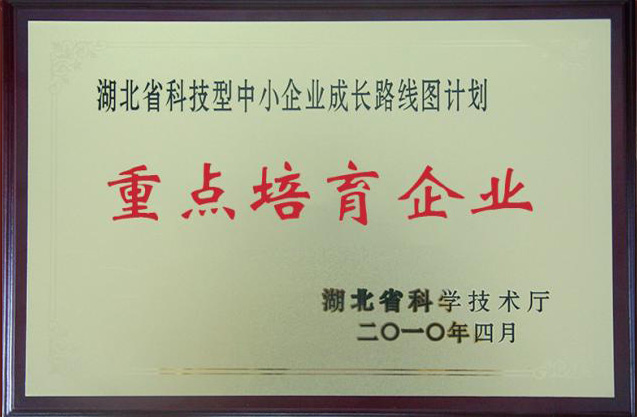 湖北省科技型中小企业成长路线图计划
重点培育企业
湖北省科学技术厅
二〇一〇年四月